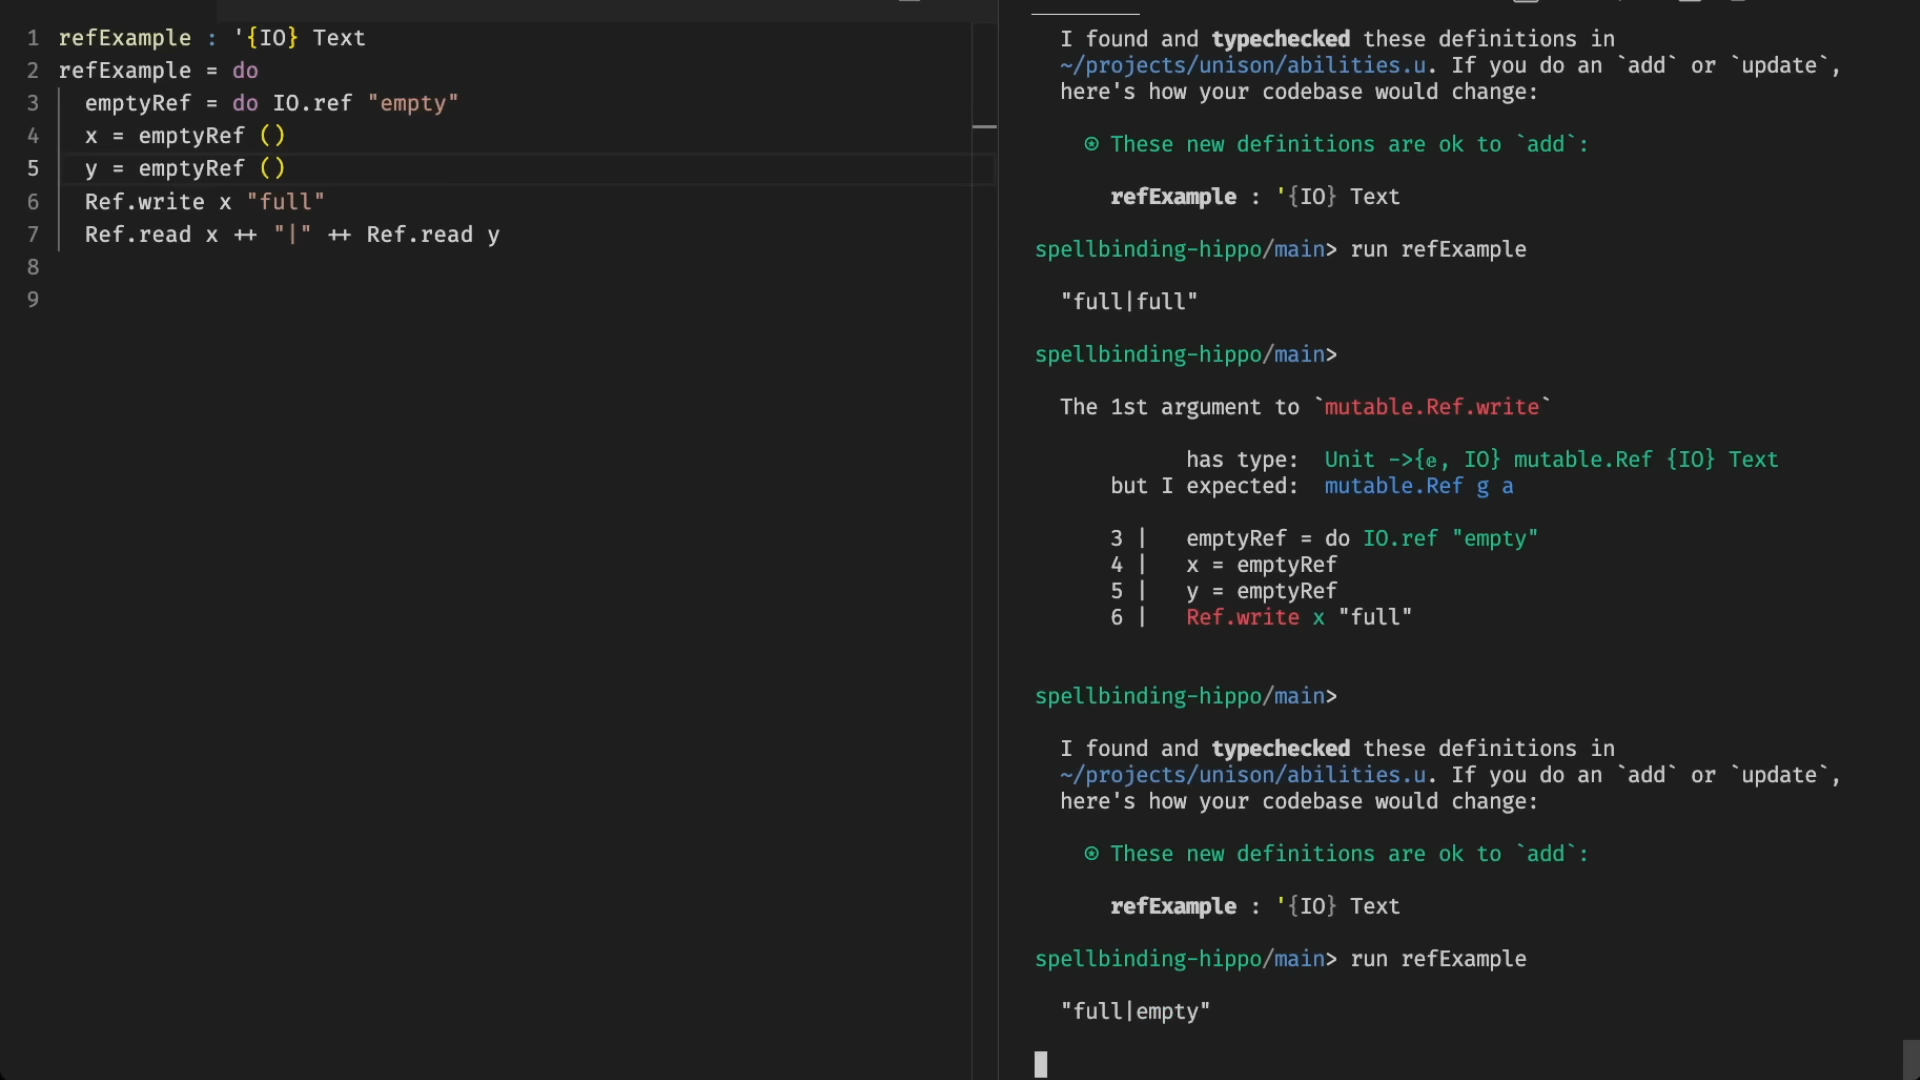 1 refExample : '{IO} Text
2 refExample = do
3 emptyRef = do IO.ref "empty"
4 x = emptyRef ()
5 y = emptyRef ()
6 Ref.write x "full"
7 Ref.read x ++ "|" ++ Ref.read y
8
9
I found and typechecked these definitions in
~/projects/unison/abilities.u. If you do an `add` or `update`,
here's how your codebase would change:
⍟ These new definitions are ok to `add`:
refExample : '{IO} Text
spellbinding-hippo/main> run refExample
"full|full"
spellbinding-hippo/main>
The 1st argument to `mutable.Ref.write`
has type: Unit ->{𝕖, IO} mutable.Ref {IO} Text
but I expected: mutable.Ref g a
3 | emptyRef = do IO.ref "empty"
4 | x = emptyRef
5 | y = emptyRef
6 | Ref.write x "full"
spellbinding-hippo/main>
I found and typechecked these definitions in
~/projects/unison/abilities.u. If you do an `add` or `update`,
here's how your codebase would change:
⍟ These new definitions are ok to `add`:
refExample : '{IO} Text
spellbinding-hippo/main> run refExample
"full|empty"